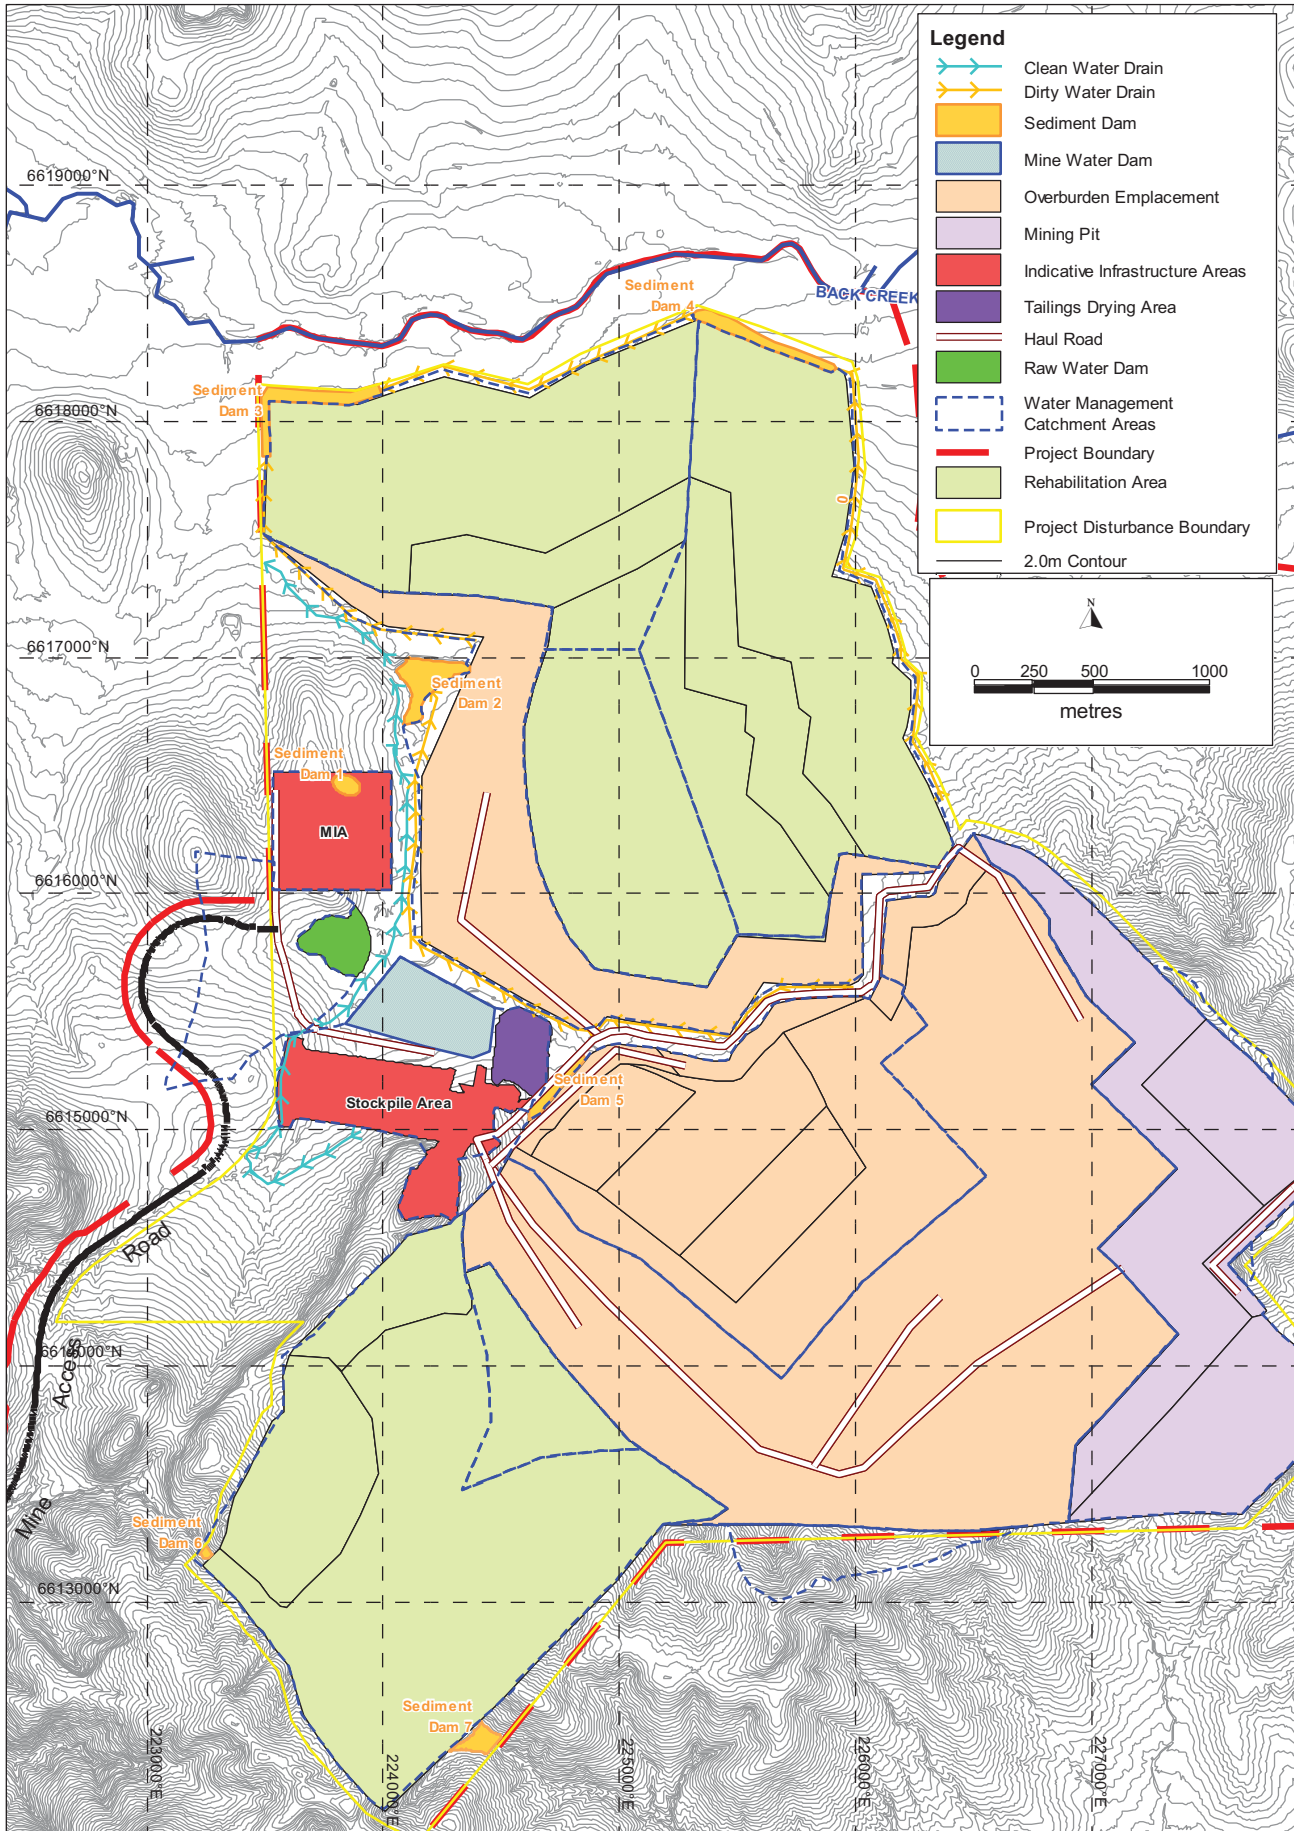 Legend
Clean Water Drain
Dirty Water Drain
Sediment Dam
Mine Water Dam
Overburden Emplacement
Mining Pit
Indicative Infrastructure Areas
Tailings Drying Area
Haul Road
Raw Water Dam
Water Management
Catchment Areas
Project Boundary
Rehabilitation Area
Project Disturbance Boundary
2.0m Contour
N
0 250 500 1000
metres
6619000°N
BACK CREEK
Sediment
Dam 4
Sediment
Dam 3
6618000°N
0
6617000°N
Sediment
Dam 2
Sediment
Dam 1
MIA
6616000°N
Sediment
Dam 5
Stockpile Area
6615000°N
Mine
Access
Road
6614000°N
Sediment
Dam 6
6613000°N
Sediment
Dam 7
223000°E
224000°E
225000°E
226000°E
227000°E